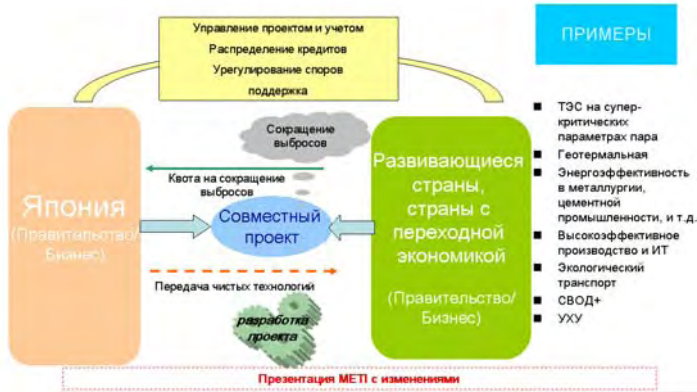 Управление проектом и учетом
Распределение кредитов
Урегулирование споров
поддержка
ПРИМЕРЫ
Сокращение
выбросов
Квота на сокращение
выбросов
Япония
(Правительство/
Бизнес)
Совместный
проект
Развивающиеся
страны,
страны с
переходной
экономикой
(Правительство/
Бизнес)
Передача чистых технологий
разработка
проекта
ТЭС на супер-
критических
параметрах пара
Геотермальная
Энергоэффективность
в металлургии,
цементной
промышленности, и т.д.
Высокоэффективное
производство и ИТ
Экологический
транспорт
СВОД+
УХУ
Презентация METI с изменениями